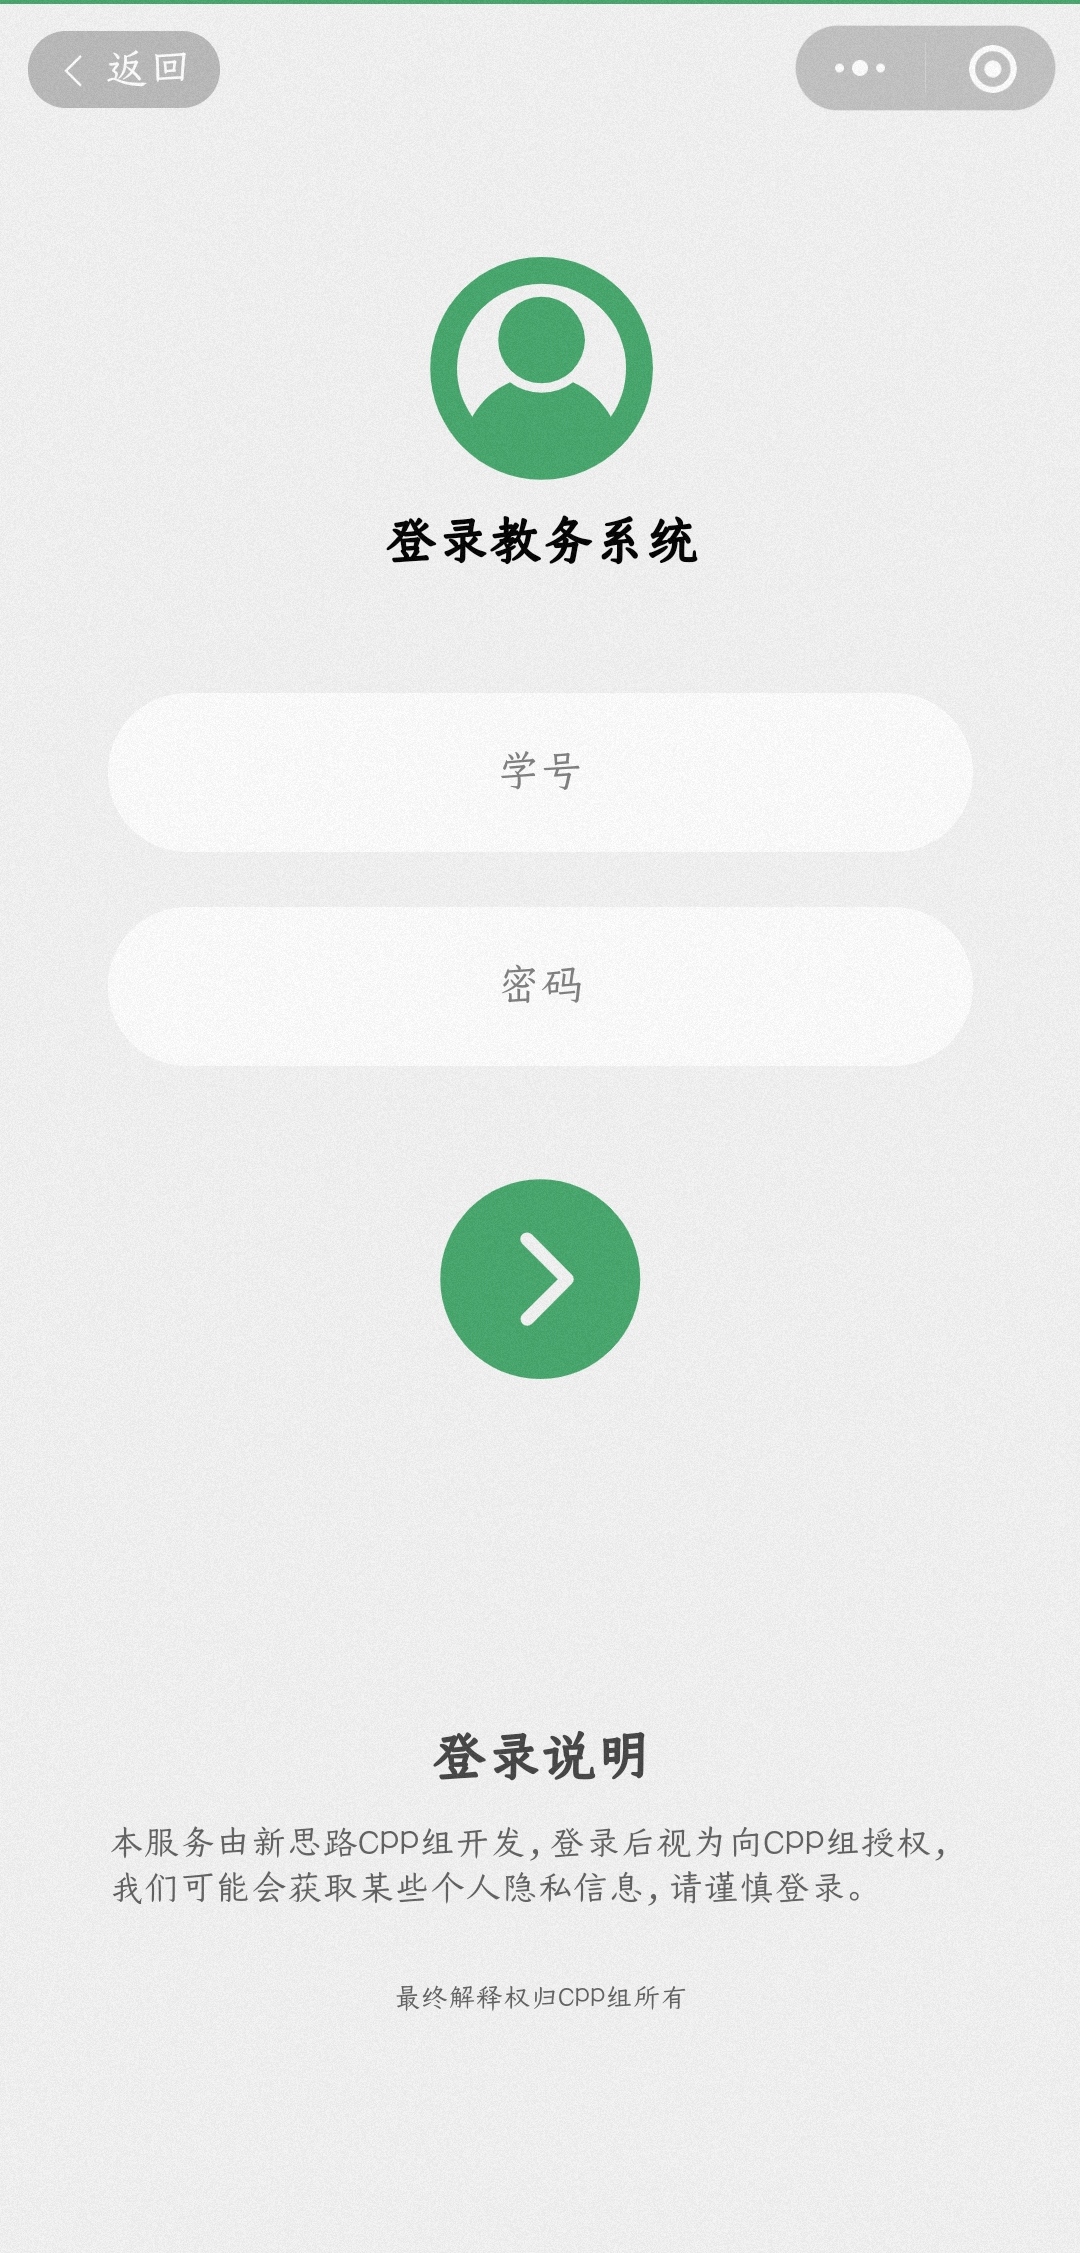 返回
登录教务系统
学号
密码
登录说明
本服务由新思路CPP组开发，登录后视为向CPP组授权，
我们可能会获取某些个人隐私信息，请谨慎登录。
最终解释权归CPP组所有